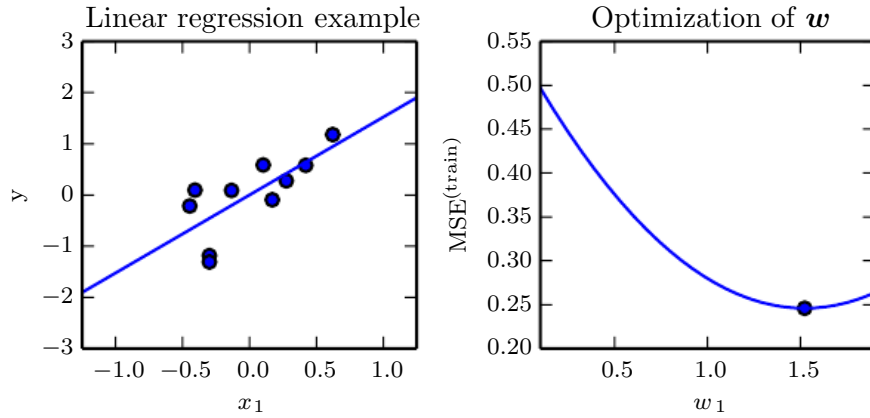 Linear regression example
3
2
1
0
−1
−2
−3
y
−1.0 −0.5 0.0 0.5 1.0
x1
Optimization of w
0.55
0.50
0.45
0.40
0.35
0.30
0.25
0.20
MSE(train)
0.5 1.0 1.5
w1